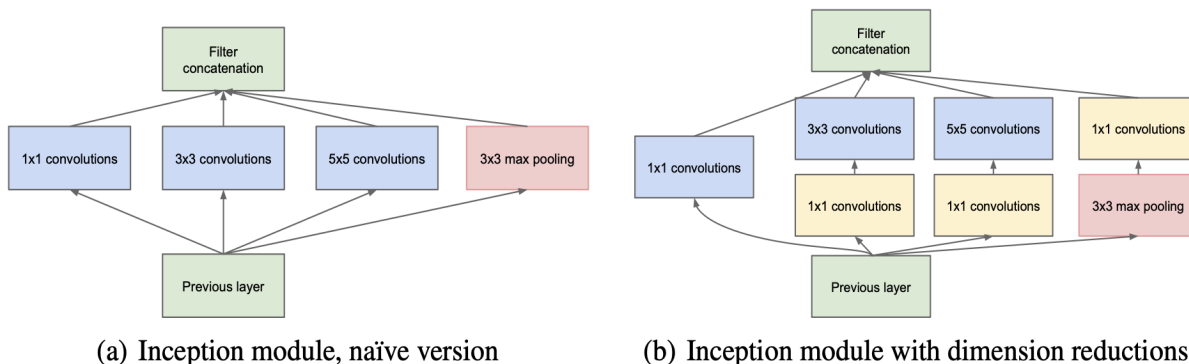 Filter
concatenation
1x1 convolutions
3x3 convolutions
5x5 convolutions
3x3 max pooling
Previous layer
(a) Inception module, naïve version
Filter
concatenation
3x3 convolutions
5x5 convolutions
1x1 convolutions
1x1 convolutions
1x1 convolutions
1x1 convolutions
3x3 max pooling
Previous layer
(b) Inception module with dimension reductions